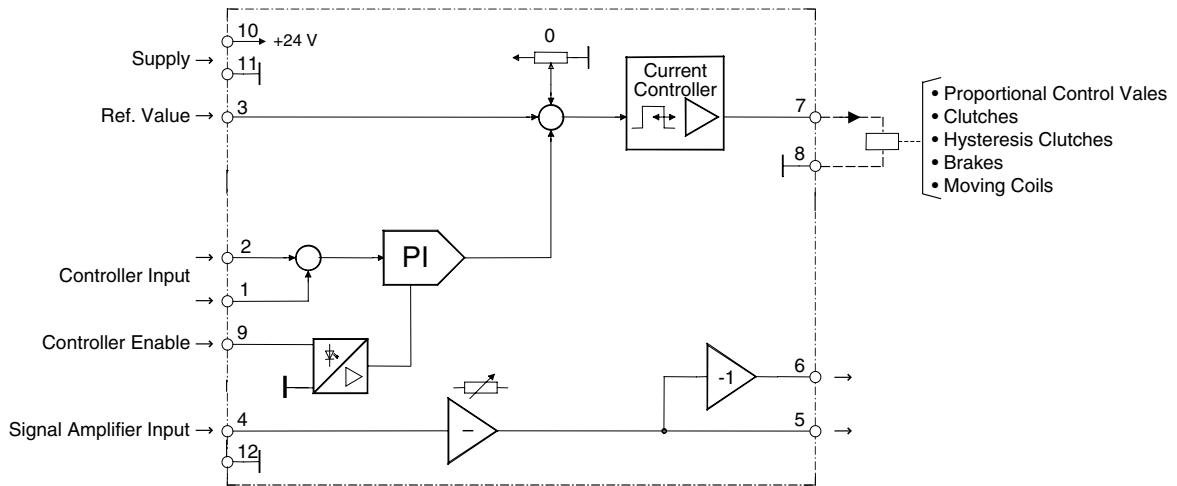 10
+24 V
Supply →
11
0
Current
Controller
Ref. Value →
3
7
8
• Proportional Control Vales
• Clutches
• Hysteresis Clutches
• Brakes
• Moving Coils
2
PI
Controller Input
1
9
Controller Enable →
-1
6
Signal Amplifier Input →
4
−
5
12